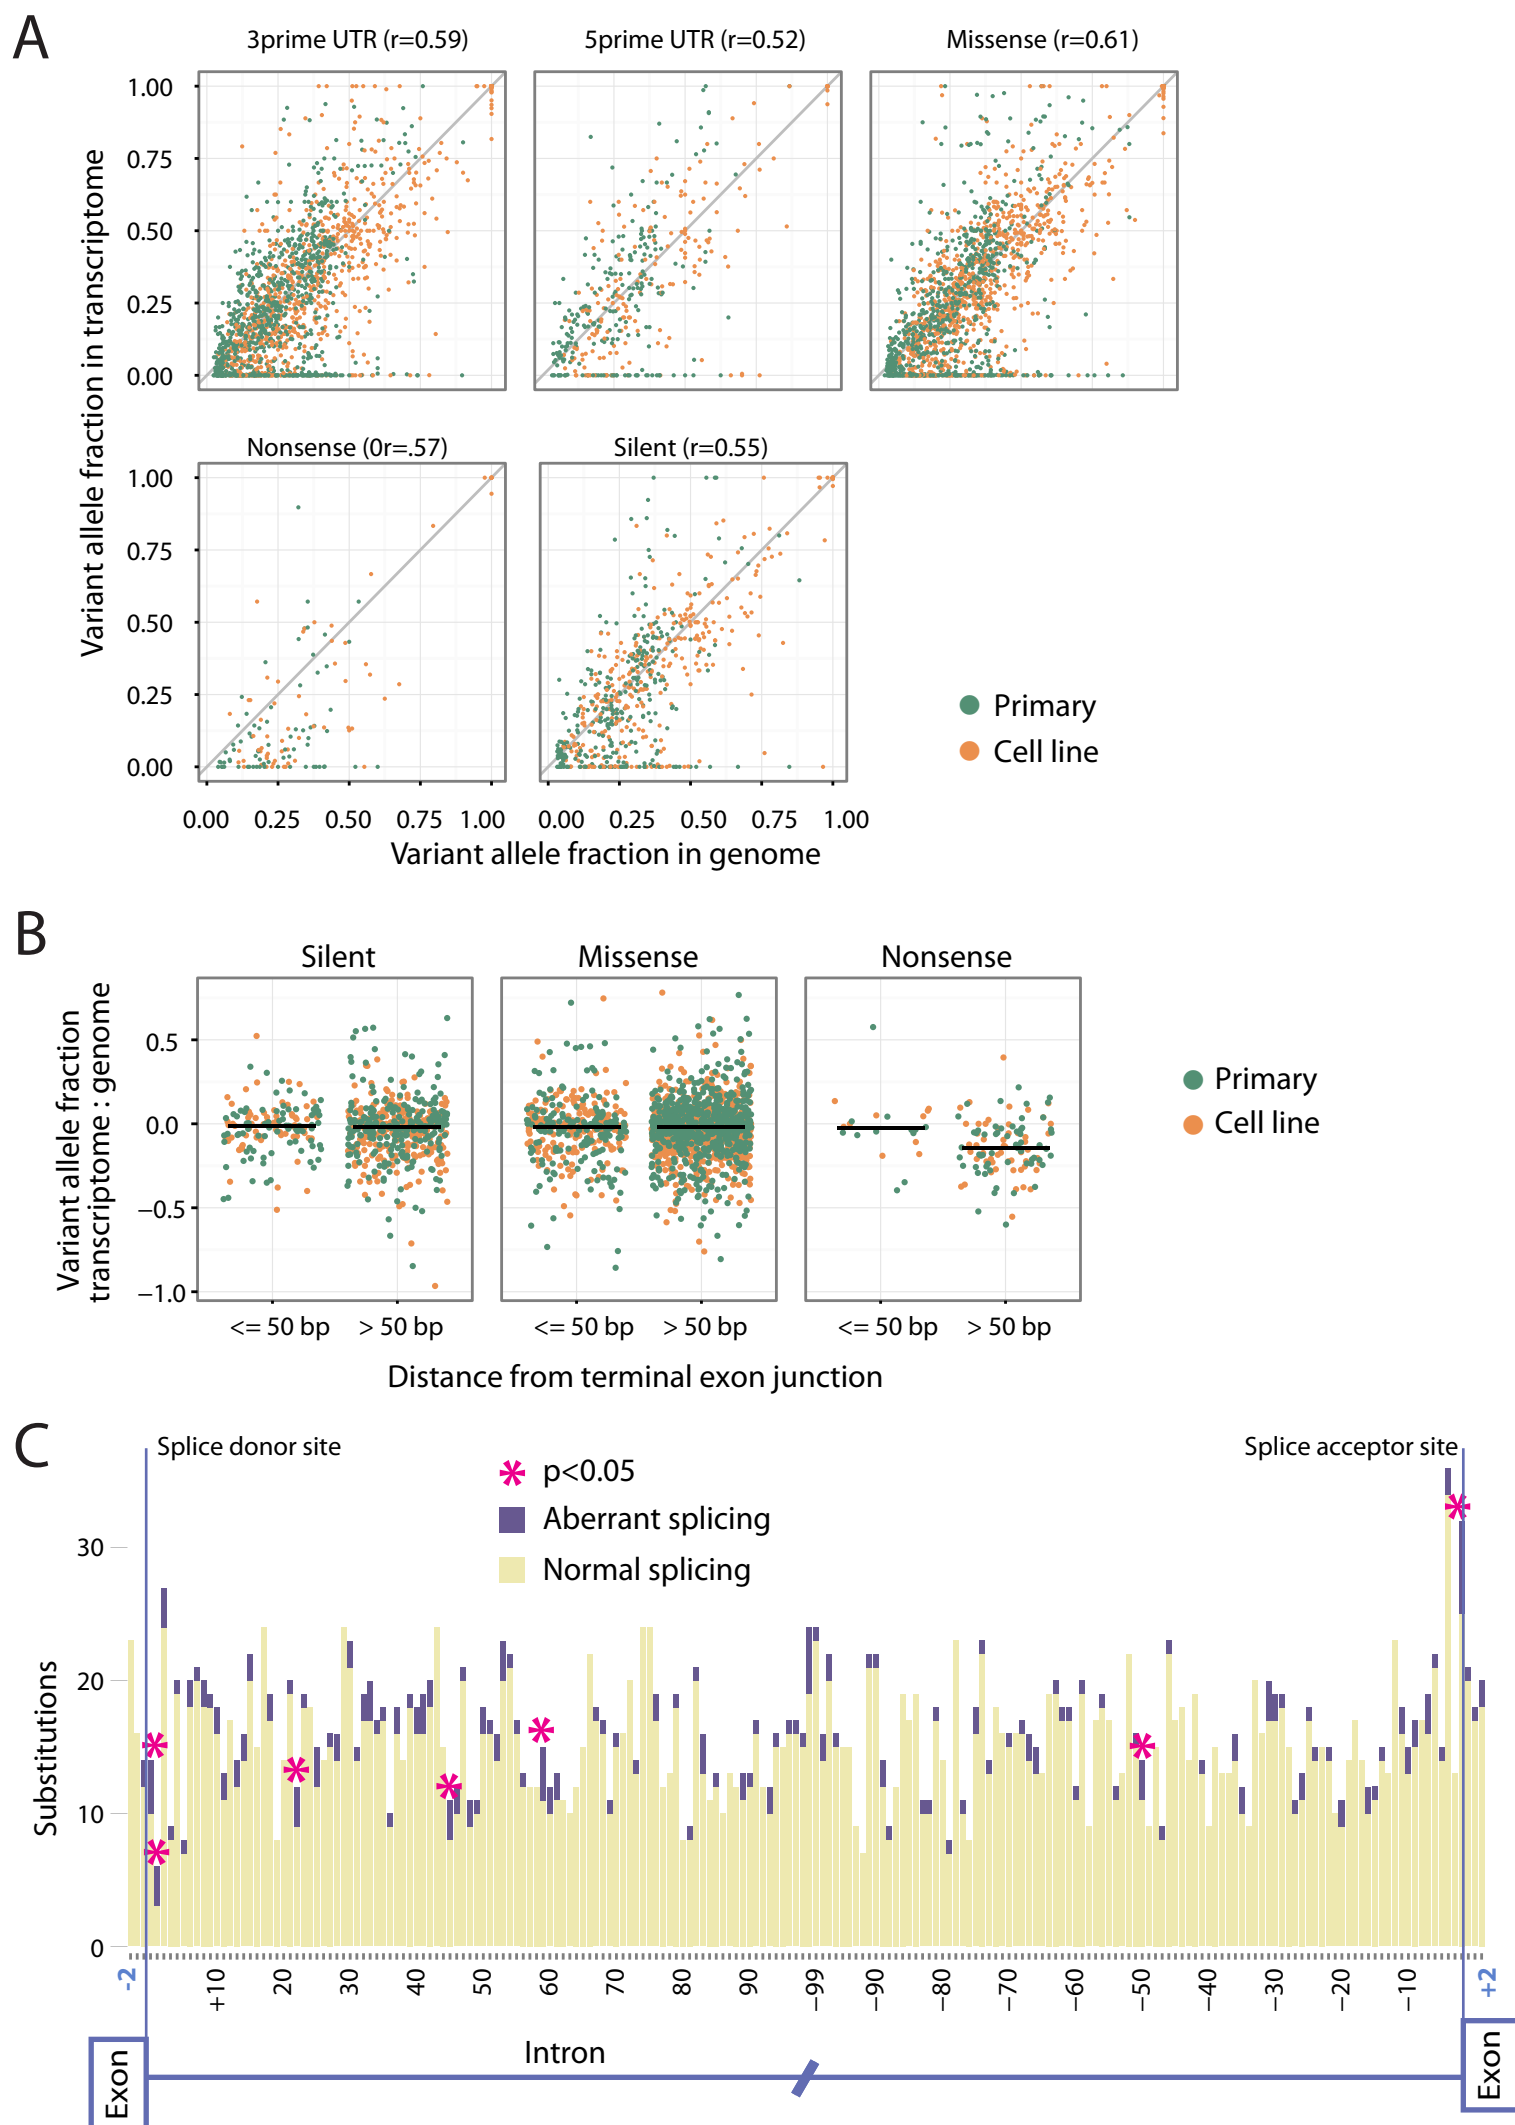 A
3prime UTR (r=0.59)
5prime UTR (r=0.52)
Missense (r=0.61)
Variant allele fraction in transcriptome
1.00
0.75
0.50
0.25
0.00
Nonsense (0r=.57)
Silent (r=0.55)
1.00
0.75
0.50
0.25
0.00
Primary
Cell line
0.00 0.25 0.50 0.75 1.00
0.00 0.25 0.50 0.75 1.00
Variant allele fraction in genome
B
Silent
Missense
Nonsense
Variant allele fraction
transcriptome : genome
0.5
0.0
−0.5
−1.0
Primary
Cell line
<= 50 bp > 50 bp
<= 50 bp > 50 bp
<= 50 bp > 50 bp
Distance from terminal exon junction
C
Splice donor site
Splice acceptor site
p<0.05
Aberrant splicing
Normal splicing
Substitutions
30
20
10
0
-2 +10 20 30 40 50 60 70 80 90 −99 −90 −80 −70 −60 −50 −40 −30 −20 −10 +2
Exon
Intron
Exon